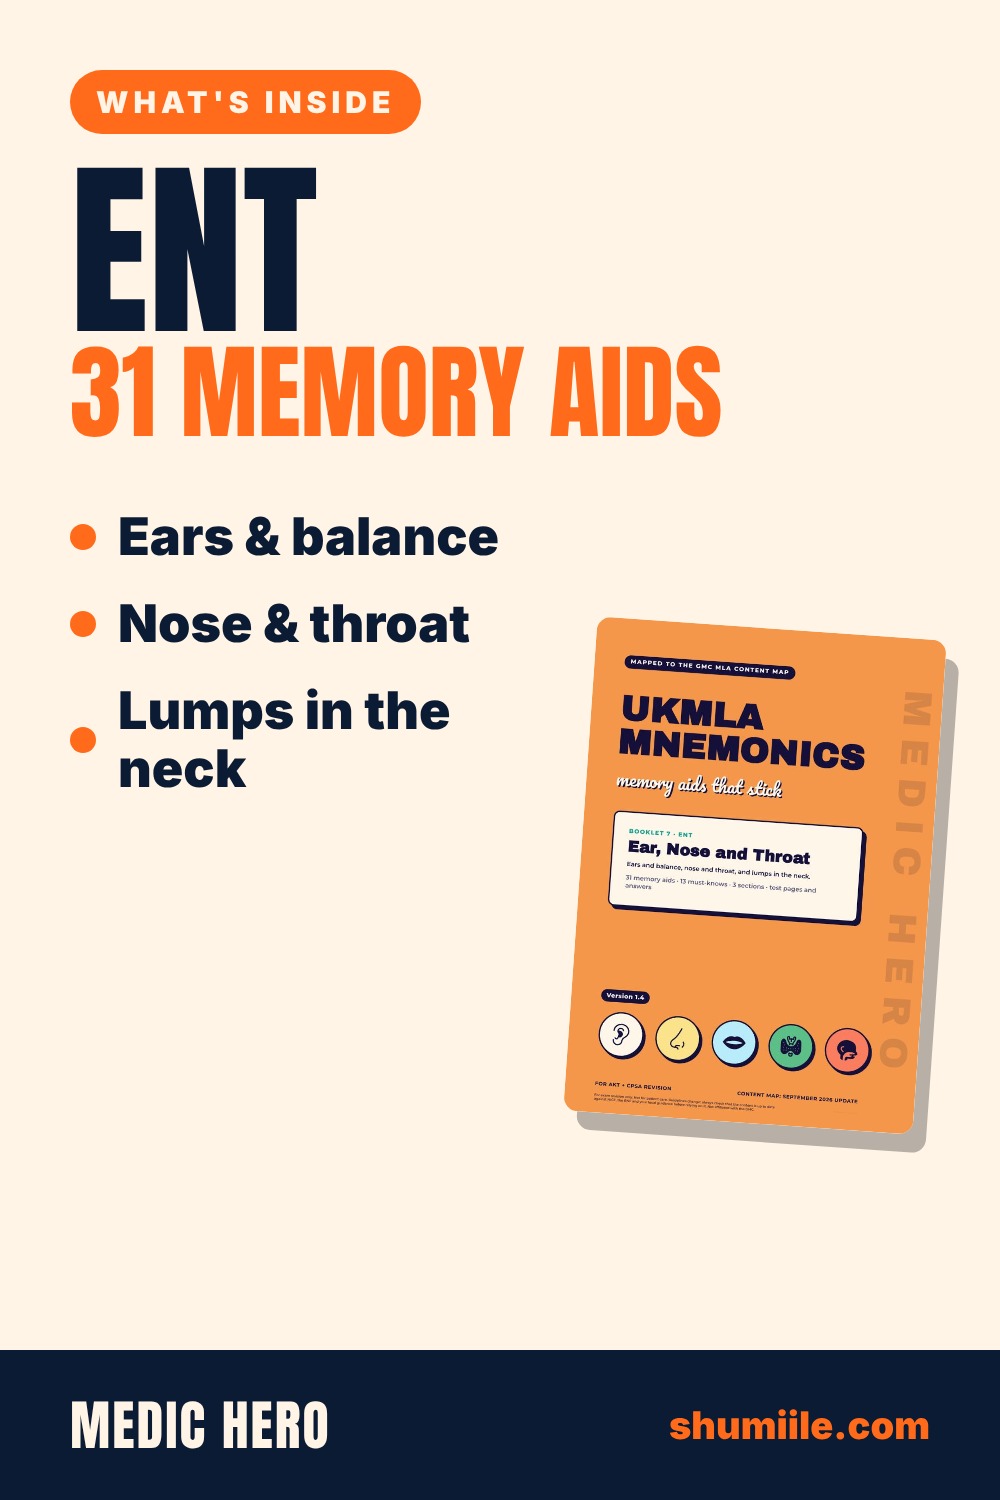 WHAT'S INSIDE
ENT
31 MEMORY AIDS
Ears & balance
Nose & throat
Lumps in the
neck
MAPPED TO THE GMC MLA CONTENT MAP
UKMLA
MNEMONICS
memory aids that stick
BOOKLET 7 · ENT
Ear, Nose and Throat
Ears and balance, nose and throat, and lumps in the neck.
31 memory aids · 13 must-knows · 3 sections · test pages and
answers
MEDIC HERO
Version 1.4
FOR AKT + CPSA REVISION
CONTENT MAP: SEPTEMBER 2026 UPDATE
MEDIC HERO
shumiile.com